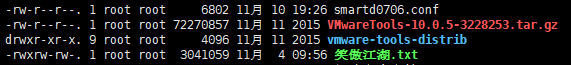 -rw-r--r--. 1 root root 6802 11月 10 19:26 smartd0706.conf
-rw-r--r--. 1 root root 72270857 11月 11 2015 VMwareTools-10.0.5-3228253.tar.gz
drwxr-xr-x. 9 root root 4096 11月 11 2015 vmware-tools-distrib
-rwxrw-rw-. 1 root root 3041059 11月 4 09:56 笑傲江湖.txt